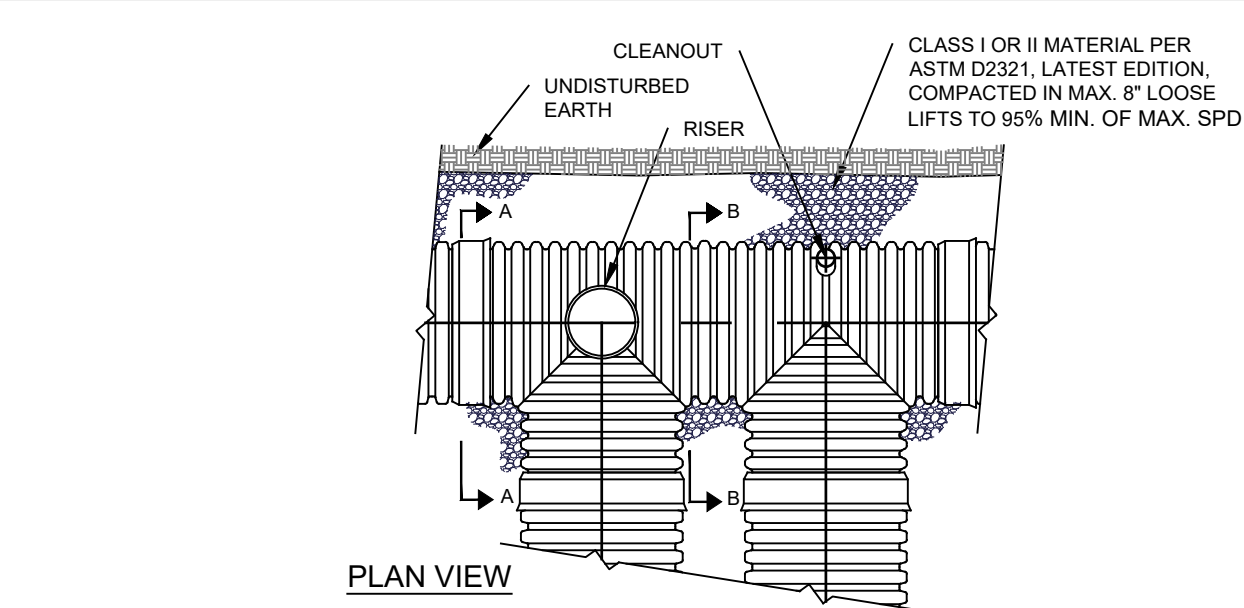 CLEANOUT
CLASS I OR II MATERIAL PER
ASTM D2321, LATEST EDITION,
COMPACTED IN MAX. 8" LOOSE
LIFTS TO 95% MIN. OF MAX. SPD
UNDISTURBED
EARTH
RISER
A
B
A
B
PLAN VIEW